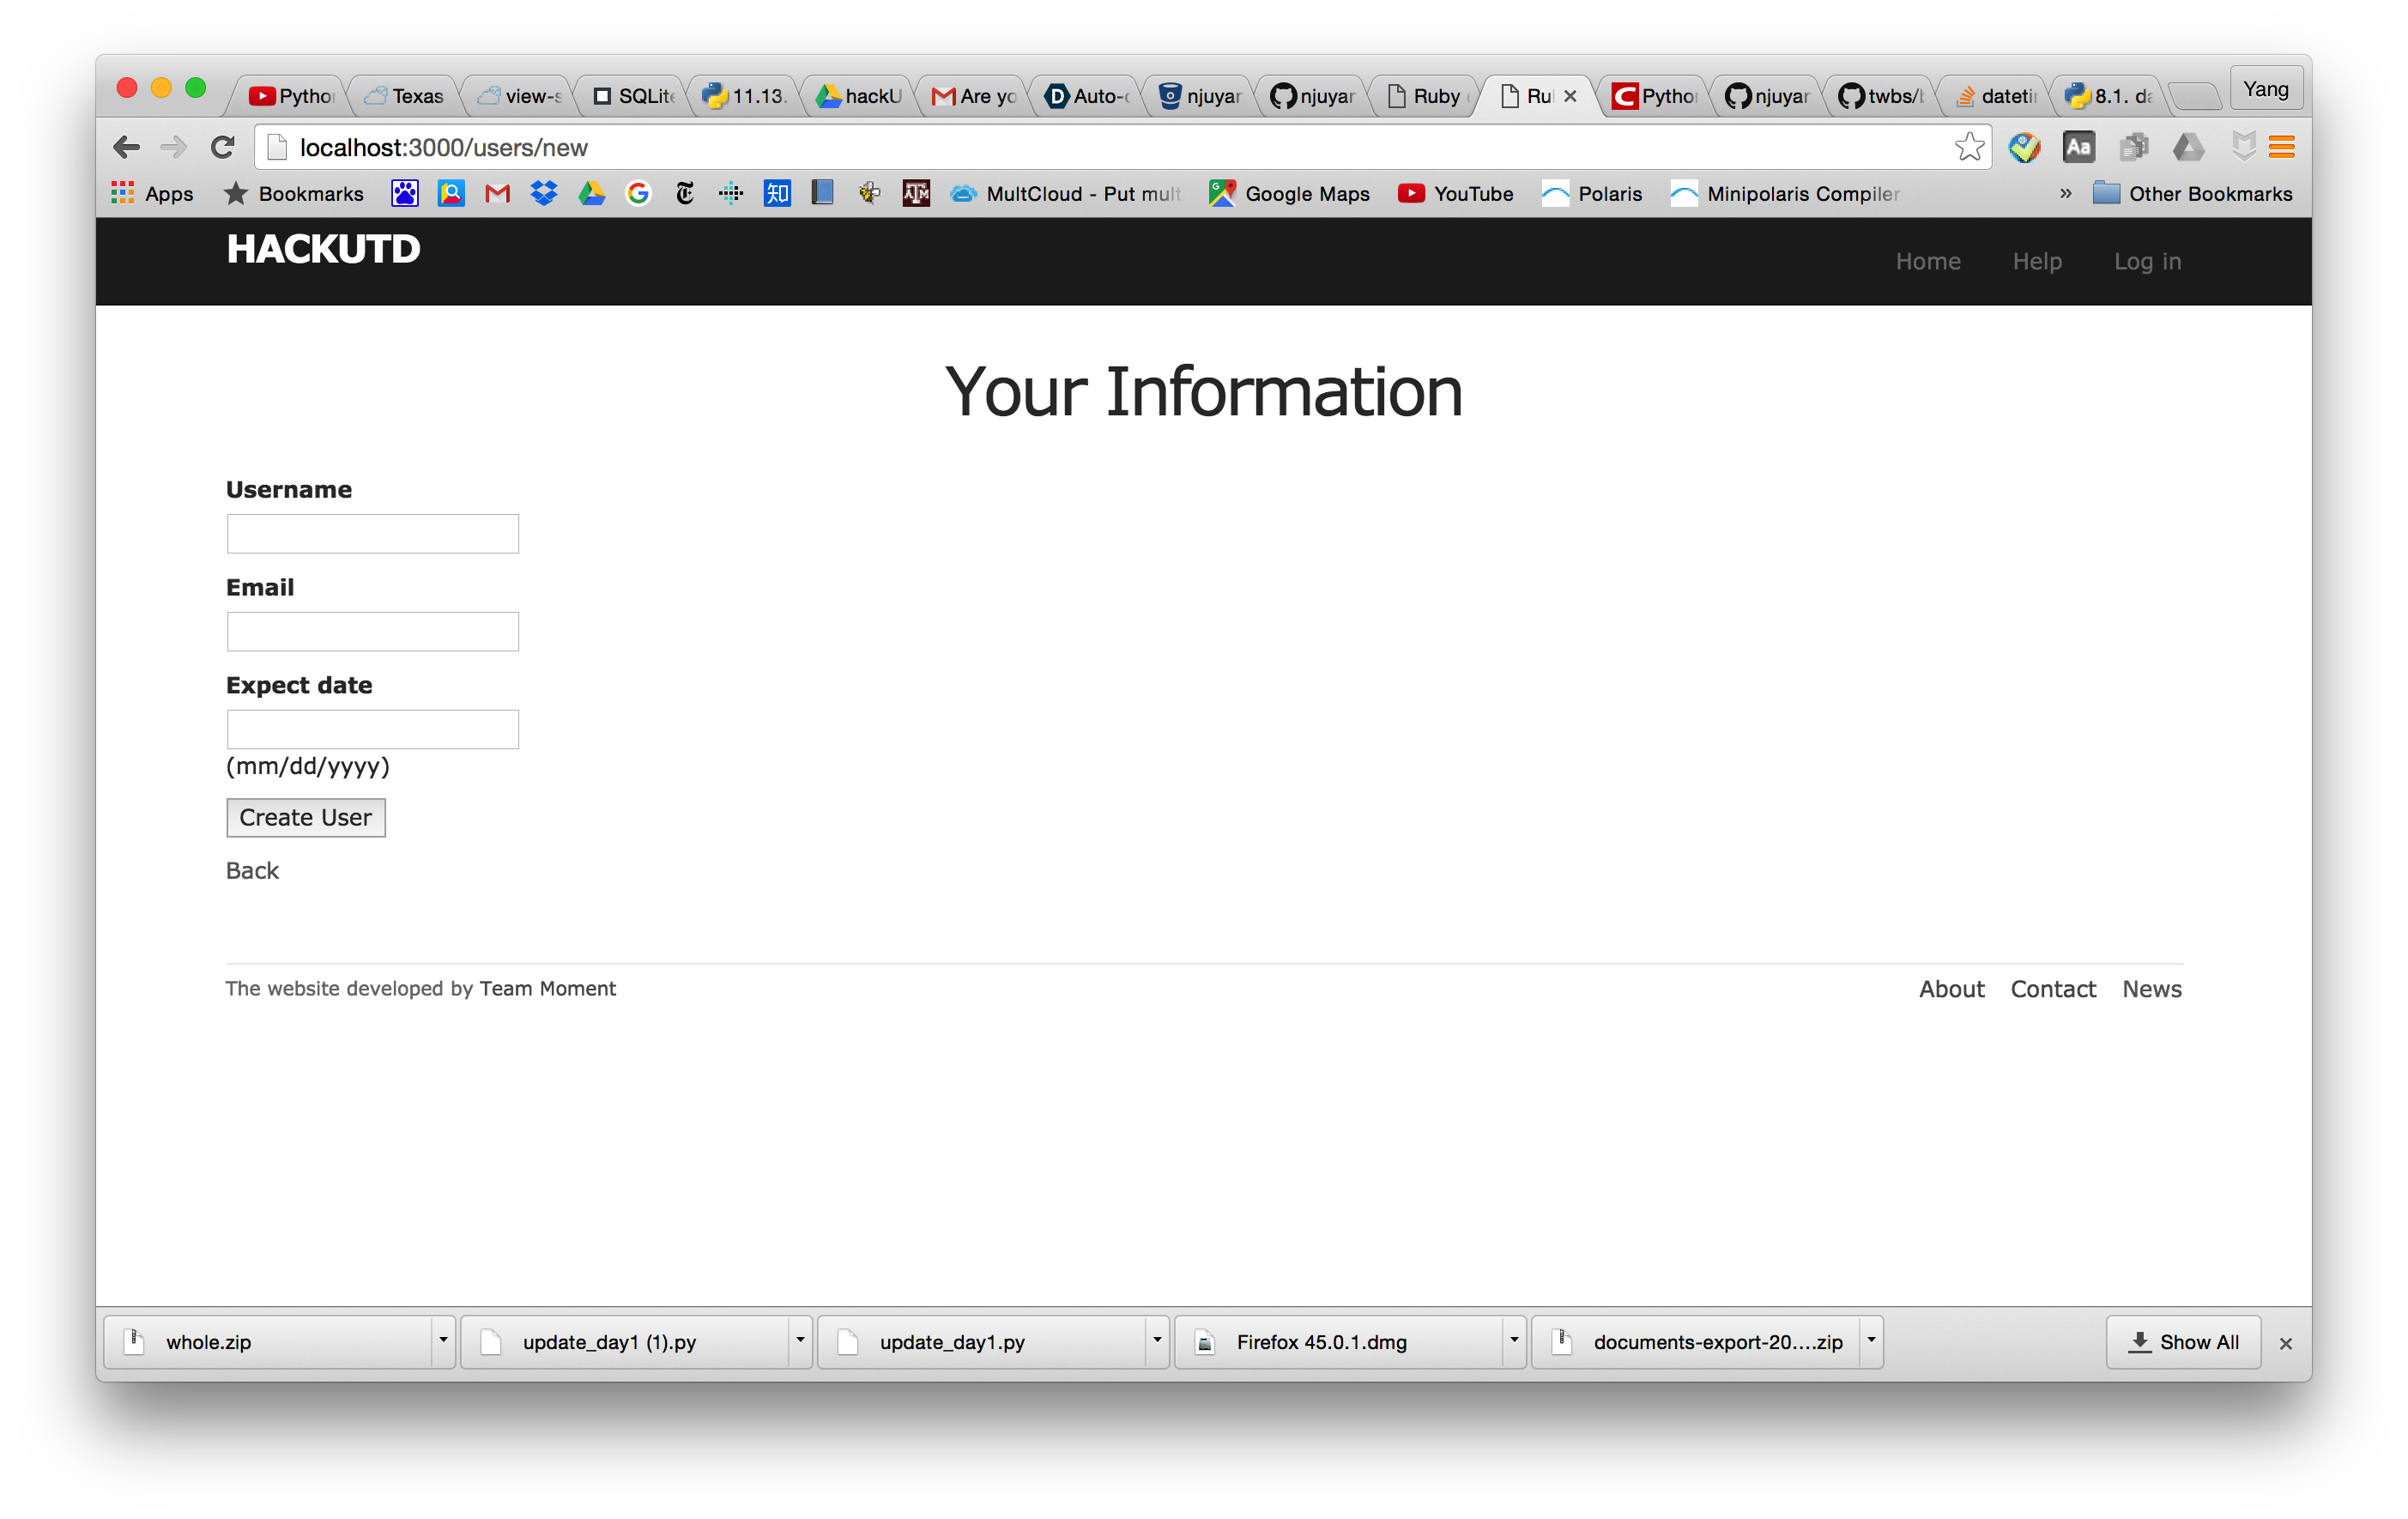 Pytho Texas view-s SQLite 11.13. hackU Are yo Auto- njuyar njuyar Ruby Ru Pytho njuyar twbs/b dateti 8.1. da Yang
localhost:3000/users/new
Apps Bookmarks 知 MultCloud - Put mult Google Maps YouTube Polaris Minipolaris Compiler » Other Bookmarks
HACKUTD Home Help Log in
Your Information
Username
Email
Expect date
(mm/dd/yyyy)
Create User
Back
The website developed by Team Moment About Contact News
whole.zip update_day1 (1).py update_day1.py Firefox 45.0.1.dmg documents-export-20....zip Show All